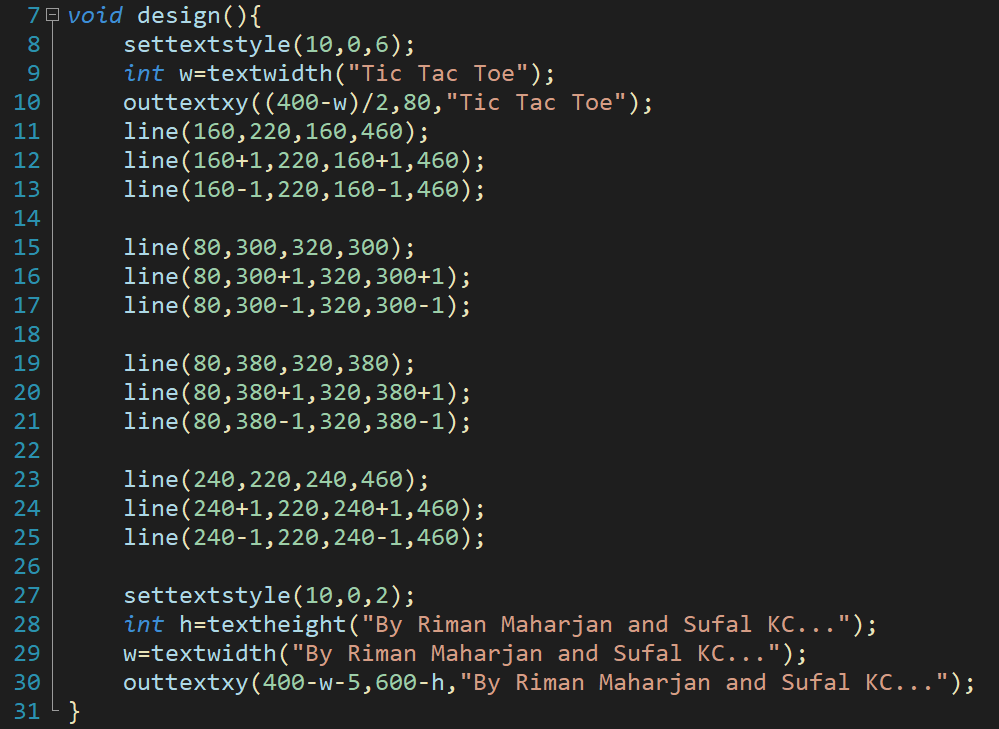 7 void design(){
8 settextstyle(10,0,6);
9 int w=textwidth("Tic Tac Toe");
10 outtextxy((400-w)/2,80,"Tic Tac Toe");
11 line(160,220,160,460);
12 line(160+1,220,160+1,460);
13 line(160-1,220,160-1,460);
14
15 line(80,300,320,300);
16 line(80,300+1,320,300+1);
17 line(80,300-1,320,300-1);
18
19 line(80,380,320,380);
20 line(80,380+1,320,380+1);
21 line(80,380-1,320,380-1);
22
23 line(240,220,240,460);
24 line(240+1,220,240+1,460);
25 line(240-1,220,240-1,460);
26
27 settextstyle(10,0,2);
28 int h=textheight("By Riman Maharjan and Sufal KC...");
29 w=textwidth("By Riman Maharjan and Sufal KC...");
30 outtextxy(400-w-5,600-h,"By Riman Maharjan and Sufal KC...");
31 }